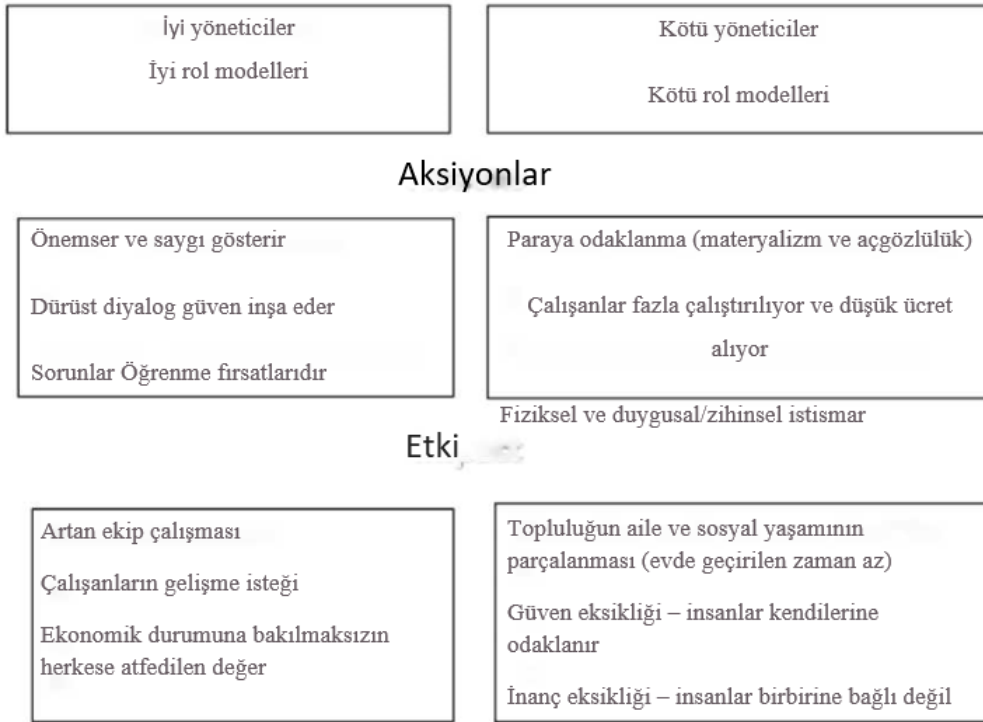 İyi yöneticiler
İyi rol modelleri
Kötü yöneticiler
Kötü rol modelleri
Aksiyonlar
Önemser ve saygı gösterir
Dürüst diyalog güven inşa eder
Sorunlar Öğrenme fırsatlarıdır
Paraya odaklanma (materyalizm ve açgözlülük)
Çalışanlar fazla çalıştırılıyor ve düşük ücret
alıyor
Fiziksel ve duygusal/zihinsel istismar
Etki
Artan ekip çalışması
Çalışanların gelişme isteği
Ekonomik durumuna bakılmaksızın
herkese atfedilen değer
Topluluğun aile ve sosyal yaşamının
parçalanması (evde geçirilen zaman az)
Güven eksikliği – insanlar kendilerine
odaklanır
İnanç eksikliği – insanlar birbirine bağlı değil